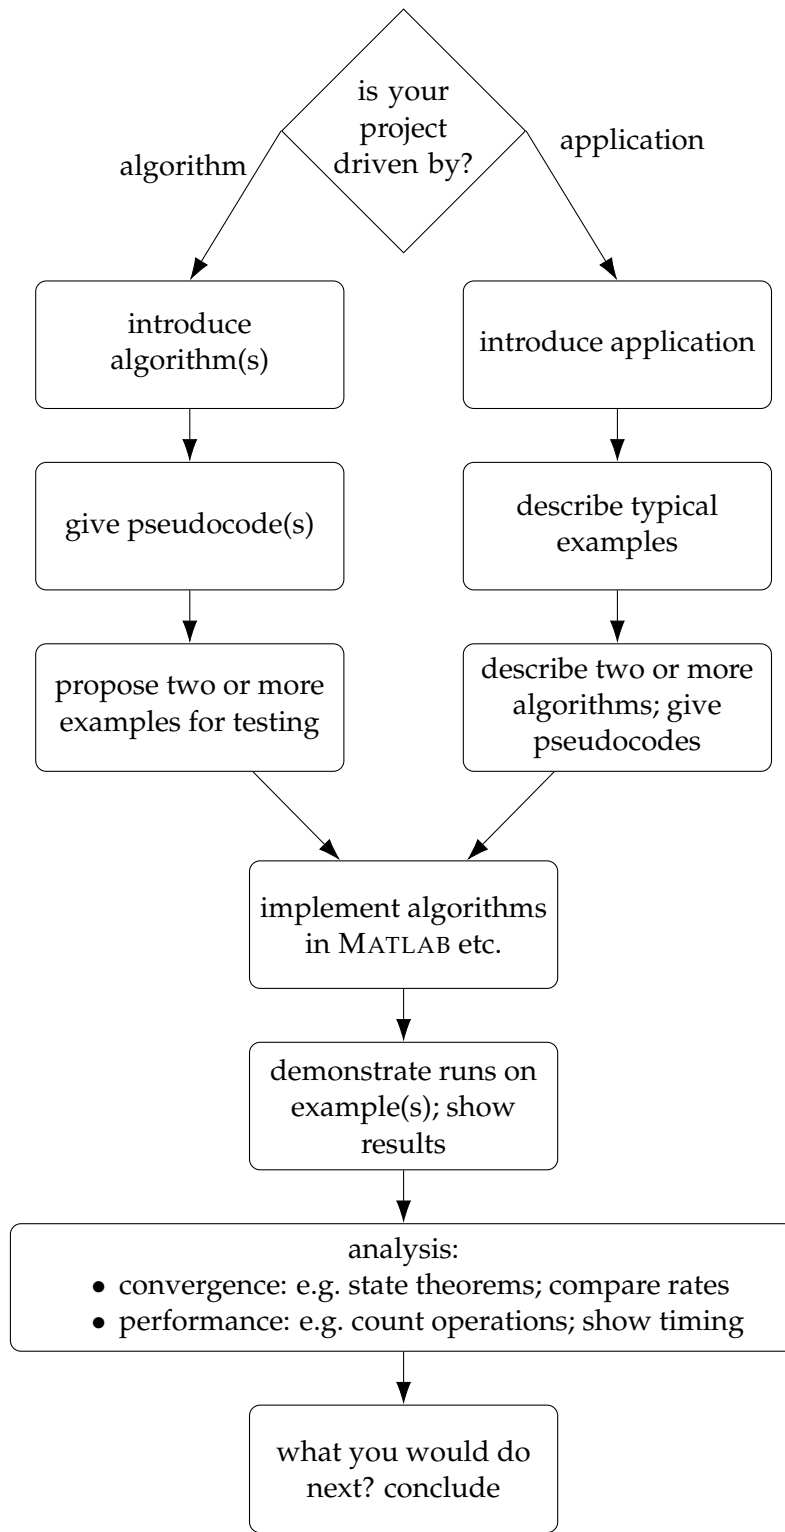 is your
project
driven by?
algorithm
application
introduce
algorithm(s)
introduce application
give pseudocode(s)
describe typical
examples
propose two or more
examples for testing
describe two or more
algorithms; give
pseudocodes
implement algorithms
in MATLAB etc.
demonstrate runs on
example(s); show
results
analysis:
• convergence: e.g. state theorems; compare rates
• performance: e.g. count operations; show timing
what you would do
next? conclude